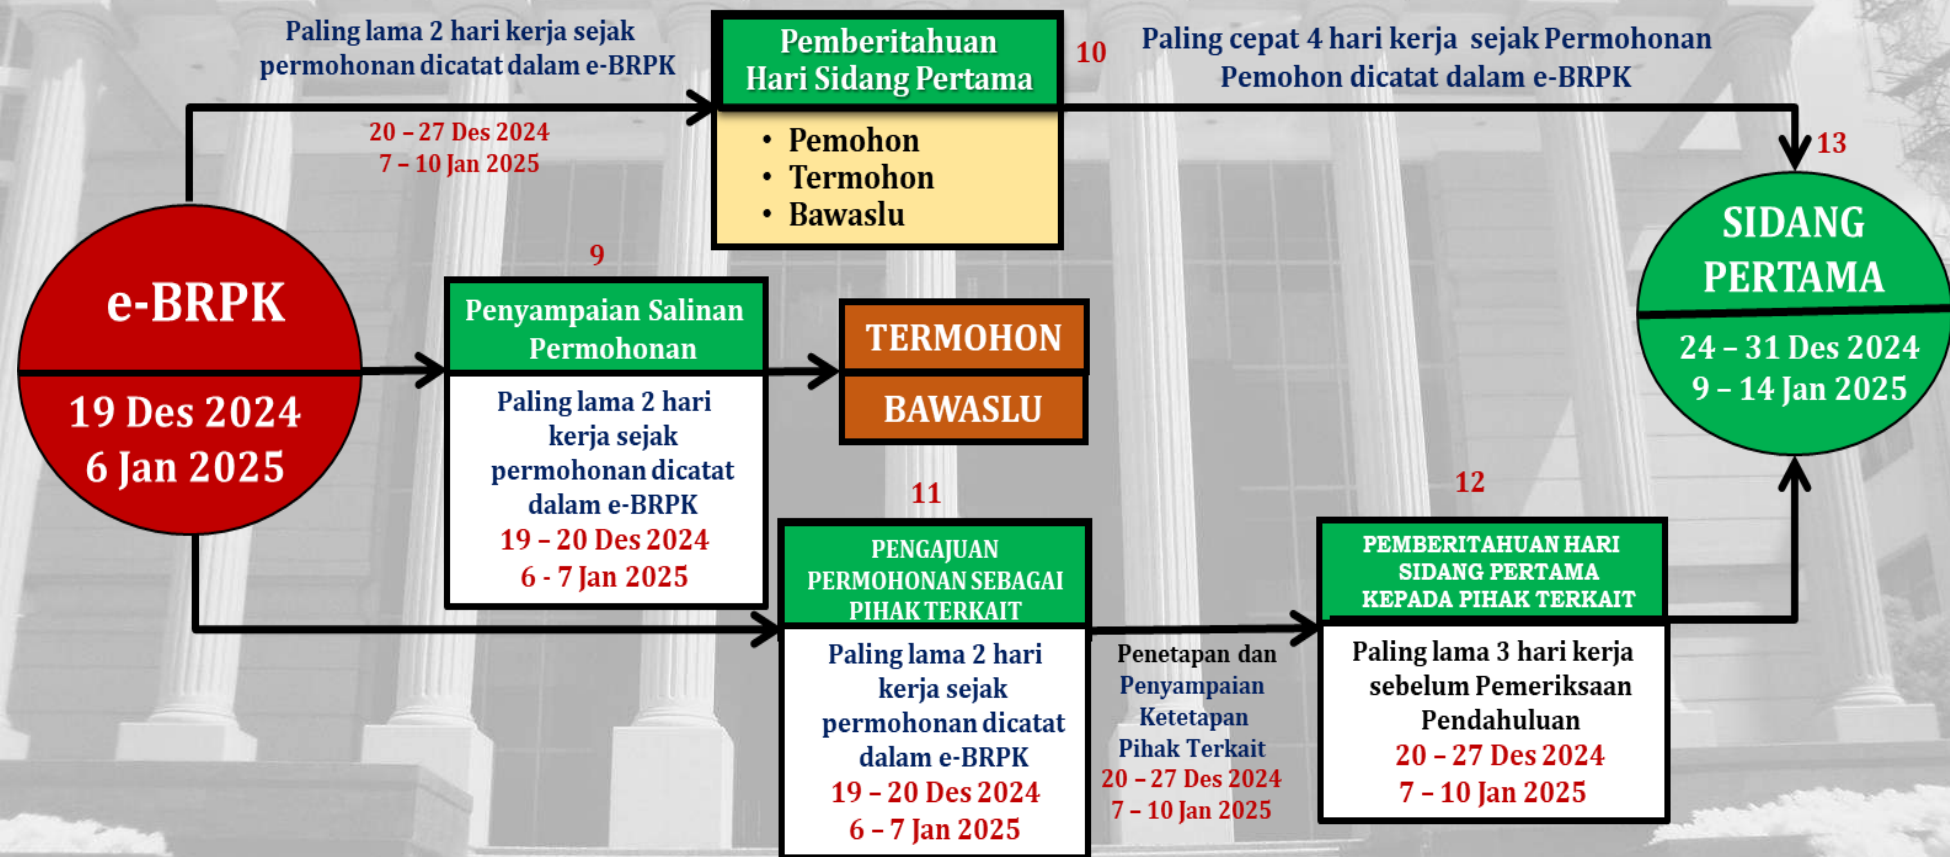 Paling lama 2 hari kerja sejak
permohonan dicatat dalam e-BRPK
20 – 27 Des 2024
7 – 10 Jan 2025
Pemberitahuan
Hari Sidang Pertama
• Pemohon
• Termohon
• Bawaslu
10
Paling cepat 4 hari kerja sejak Permohonan
Pemohon dicatat dalam e-BRPK
13
SIDANG
PERTAMA
24 – 31 Des 2024
9 – 14 Jan 2025
e-BRPK
19 Des 2024
6 Jan 2025
9
Penyampaian Salinan
Permohonan
Paling lama 2 hari
kerja sejak
permohonan dicatat
dalam e-BRPK
19 – 20 Des 2024
6 - 7 Jan 2025
TERMOHON
BAWASLU
11
PENGAJUAN
PERMOHONAN SEBAGAI
PIHAK TERKAIT
Paling lama 2 hari
kerja sejak
permohonan dicatat
dalam e-BRPK
19 – 20 Des 2024
6 – 7 Jan 2025
Penetapan dan
Penyampaian
Ketetapan
Pihak Terkait
20 – 27 Des 2024
7 – 10 Jan 2025
12
PEMBERITAHUAN HARI
SIDANG PERTAMA
KEPADA PIHAK TERKAIT
Paling lama 3 hari kerja
sebelum Pemeriksaan
Pendahuluan
20 – 27 Des 2024
7 – 10 Jan 2025